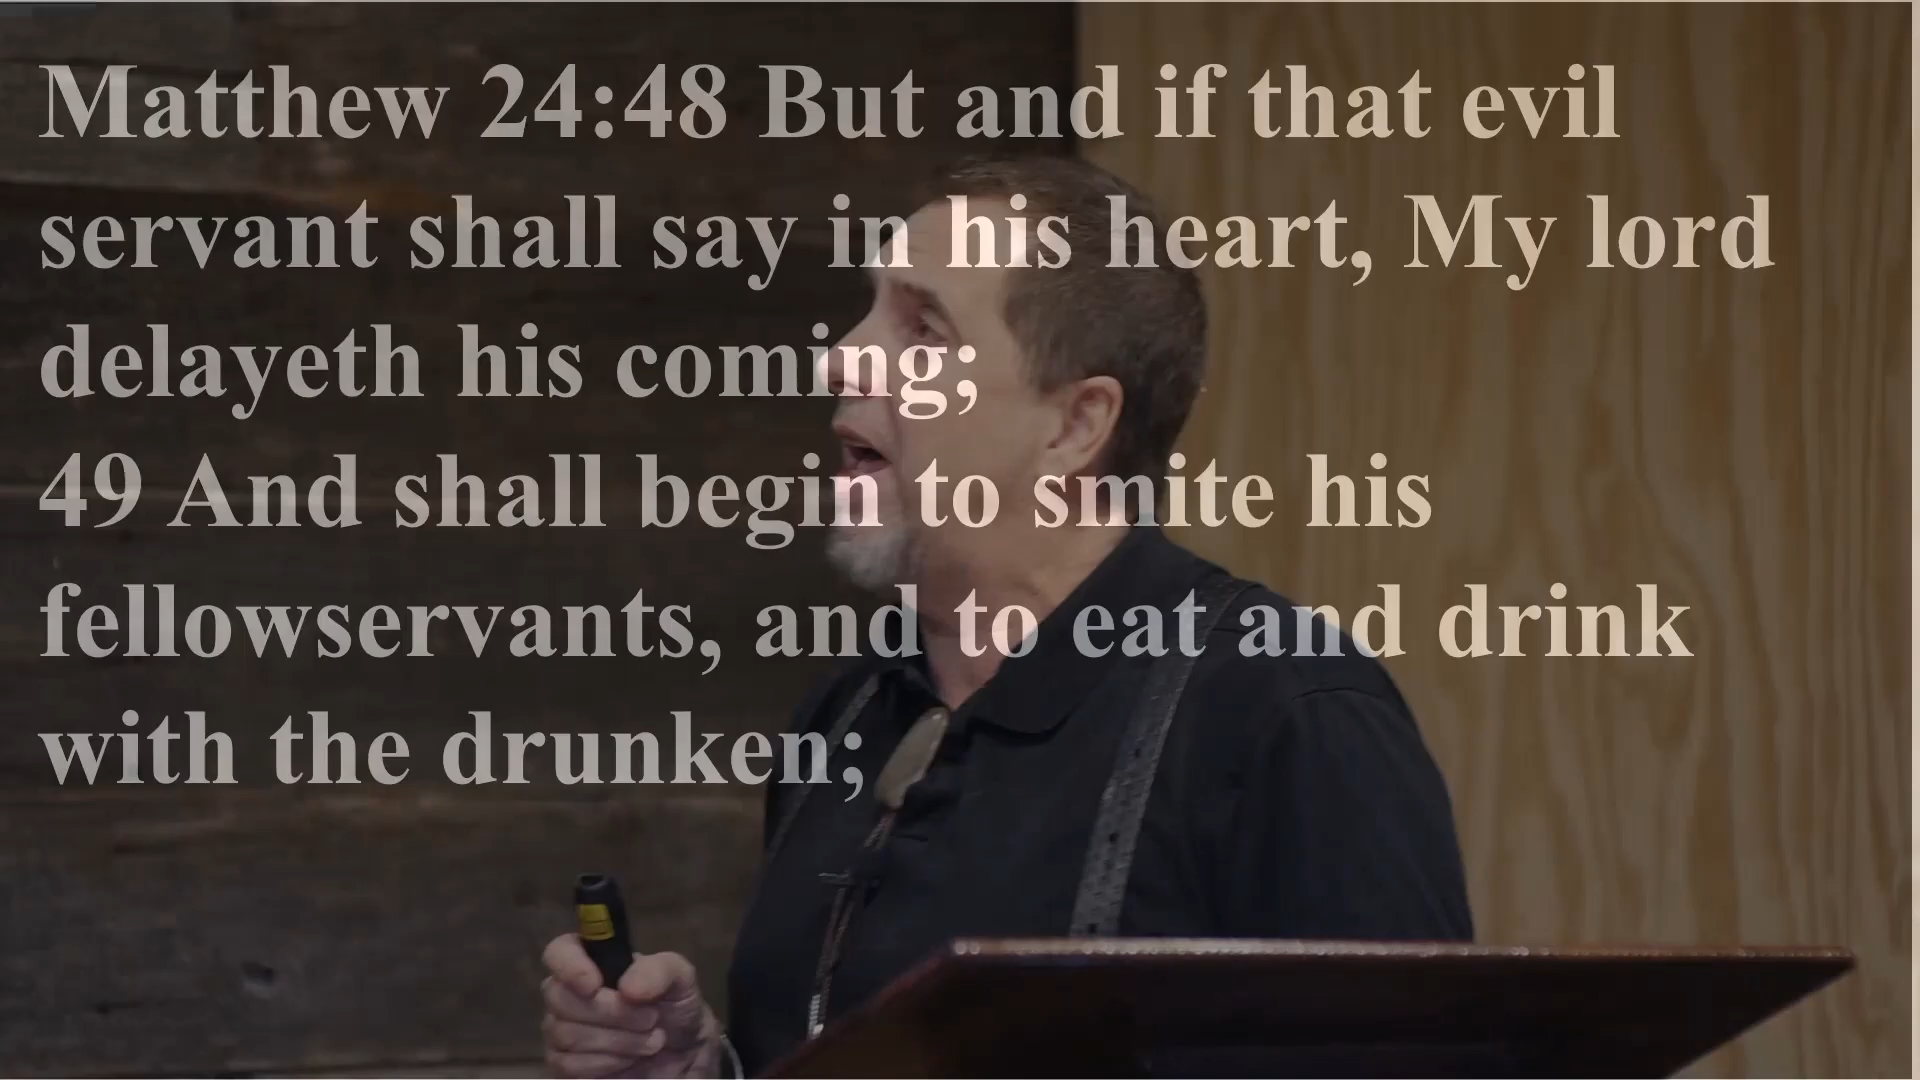 Matthew 24:48 But and if that evil
servant shall say in his heart, My lord
delayeth his coming;
49 And shall begin to smite his
fellowservants, and to eat and drink
with the drunken;